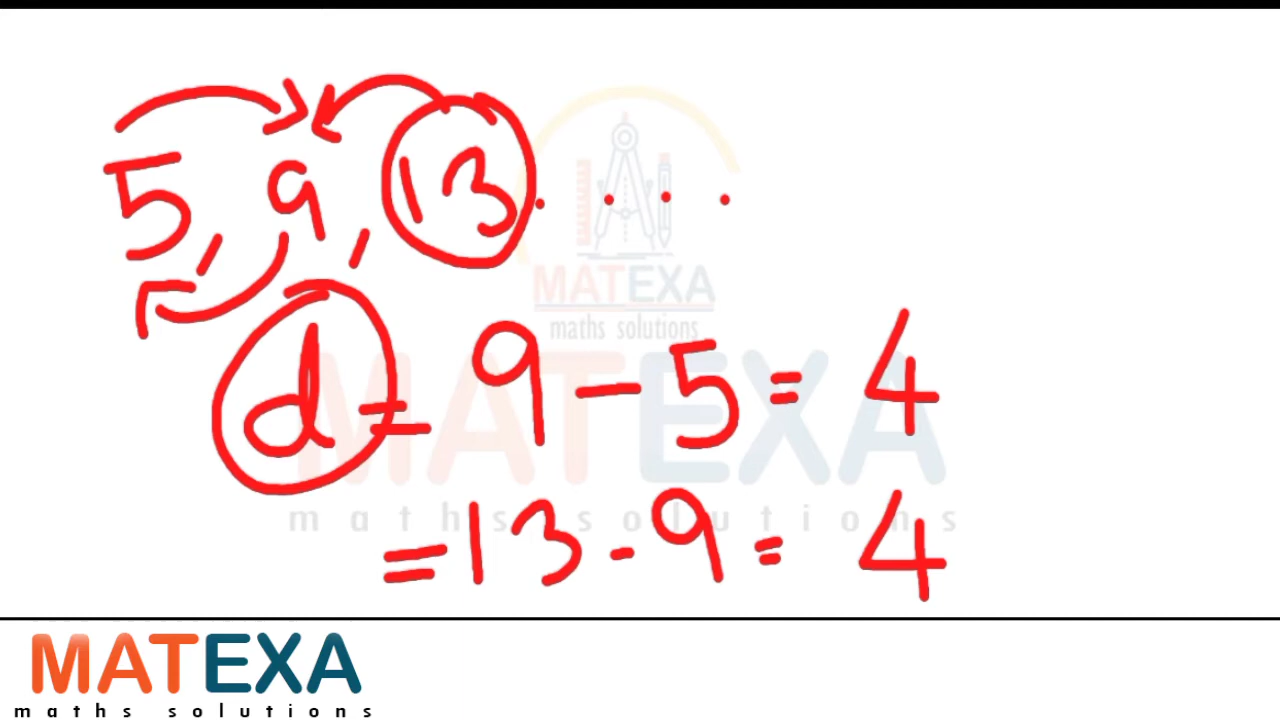 5, 9, 13 . . . .
MATEXA
maths solutions
d = 9 - 5 = 4
MATEXA
maths solutions
= 13 - 9 = 4
MATEXA
maths solutions